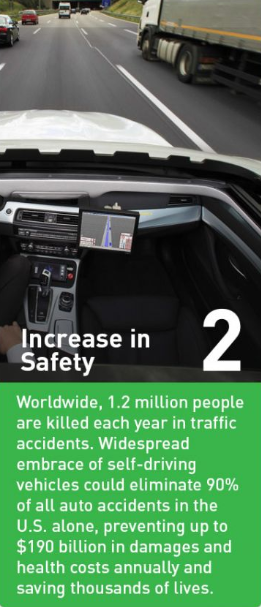 Increase in
Safety
2
Worldwide, 1.2 million people
are killed each year in traffic
accidents. Widespread
embrace of self-driving
vehicles could eliminate 90%
of all auto accidents in the
U.S. alone, preventing up to
$190 billion in damages and
health costs annually and
saving thousands of lives.